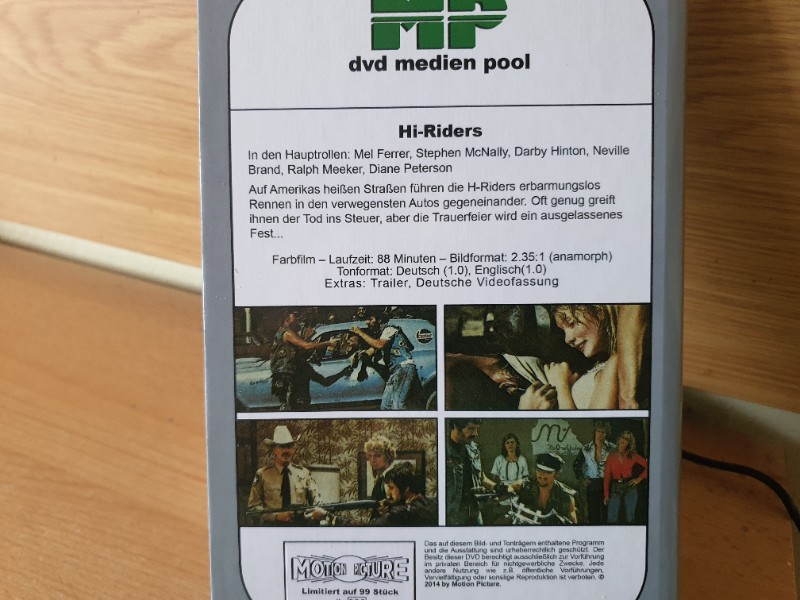 MP
dvd medien pool
Hi-Riders
In den Hauptrollen: Mel Ferrer, Stephen McNally, Darby Hinton, Neville
Brand, Ralph Meeker, Diane Peterson
Auf Amerikas heißen Straßen führen die H-Riders erbarmungslos
Rennen in den verwegensten Autos gegeneinander. Oft genug greift
ihnen der Tod ins Steuer, aber die Trauerfeier wird ein ausgelassenes
Fest...
Farbfilm – Laufzeit: 88 Minuten – Bildformat: 2.35:1 (anamorph)
Tonformat: Deutsch (1.0), Englisch(1.0)
Extras: Trailer, Deutsche Videofassung
MOTION PICTURE
Limitiert auf 99 Stück
Das auf diesem Bild- und Tonträgern enthaltene Programm
und die Ausstattung sind urheberrechtlich geschützt. Der
Besitz dieser DVD berechtigt ausschließlich zur Vorführung
im privaten Bereich für nichtgewerbliche Zwecke. Jede
andere Nutzung wie z.B. öffentliche Vorführungen,
Vervielfältigung oder sonstige Reproduktion ist verboten. ©
2014 by Motion Picture.